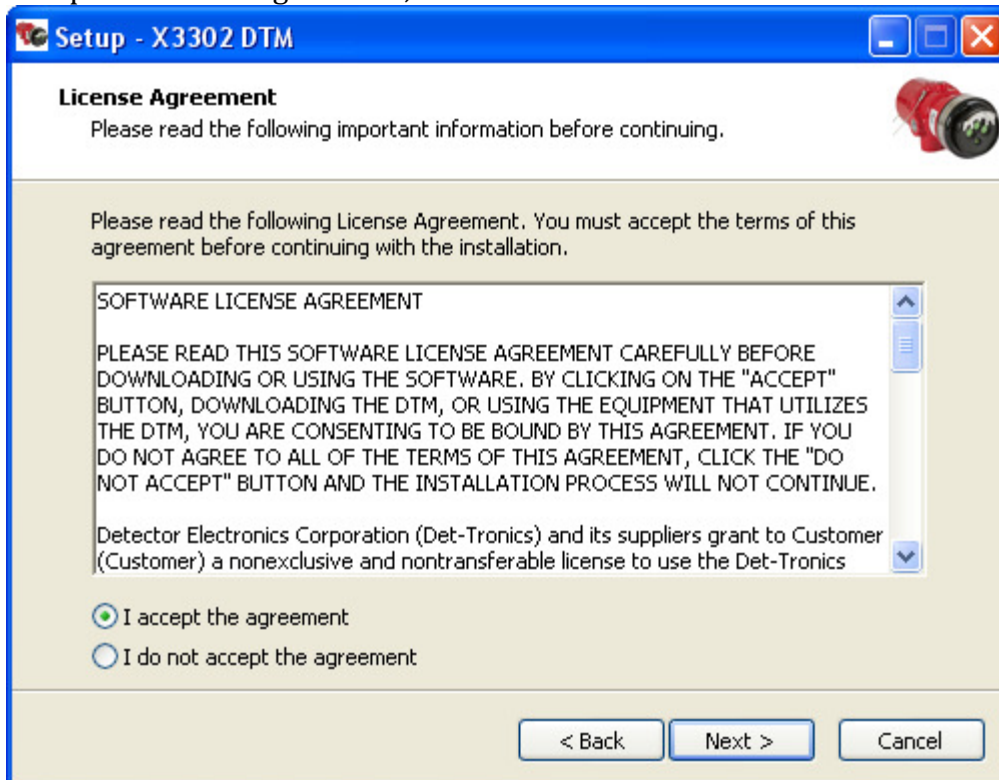 Setup - X3302 DTM
License Agreement
Please read the following important information before continuing.
Please read the following License Agreement. You must accept the terms of this
agreement before continuing with the installation.
SOFTWARE LICENSE AGREEMENT
PLEASE READ THIS SOFTWARE LICENSE AGREEMENT CAREFULLY BEFORE
DOWNLOADING OR USING THE SOFTWARE. BY CLICKING ON THE "ACCEPT"
BUTTON, DOWNLOADING THE DTM, OR USING THE EQUIPMENT THAT UTILIZES
THE DTM, YOU ARE CONSENTING TO BE BOUND BY THIS AGREEMENT. IF YOU
DO NOT AGREE TO ALL OF THE TERMS OF THIS AGREEMENT, CLICK THE "DO
NOT ACCEPT" BUTTON AND THE INSTALLATION PROCESS WILL NOT CONTINUE.
Detector Electronics Corporation (Det-Tronics) and its suppliers grant to Customer
(Customer) a nonexclusive and nontransferable license to use the Det-Tronics
I accept the agreement
I do not accept the agreement
< Back
Next >
Cancel